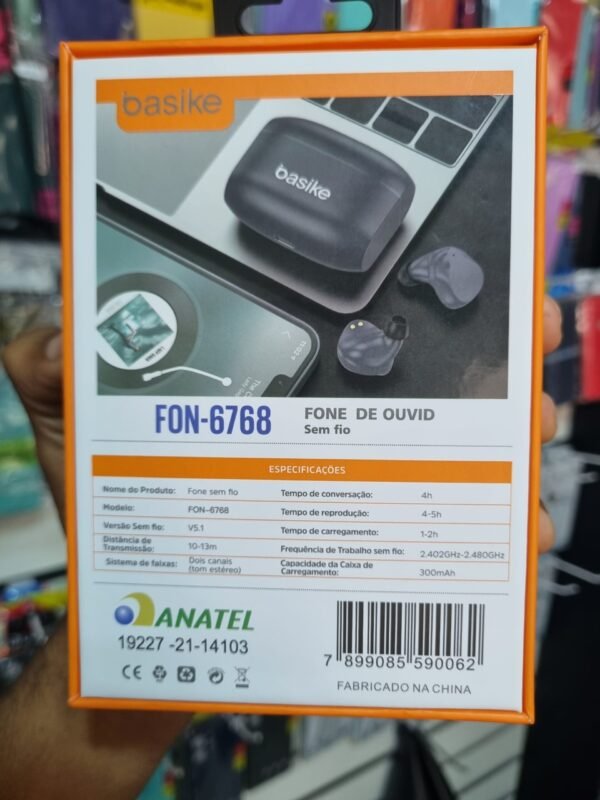 basike
basike
FON-6768
FONE DE OUVID
Sem fio
ESPECIFICAÇÕES
Nome do Produto: Fone sem fio
Tempo de conversação: 4h
Modelo: FON-6768
Tempo de reprodução: 4-5h
Versão Sem fio: V5.1
Tempo de carregamento: 1-2h
Distância de
Transmissão: 10-13m
Frequência de Trabalho sem fio: 2.402GHz-2.480GHz
Sistema de faixas: Dois canais
(tom estéreo)
Capacidade da Caixa de
Carregamento: 300mAh
ANATEL
19227 -21-14103
CE
7 899085 590062
FABRICADO NA CHINA